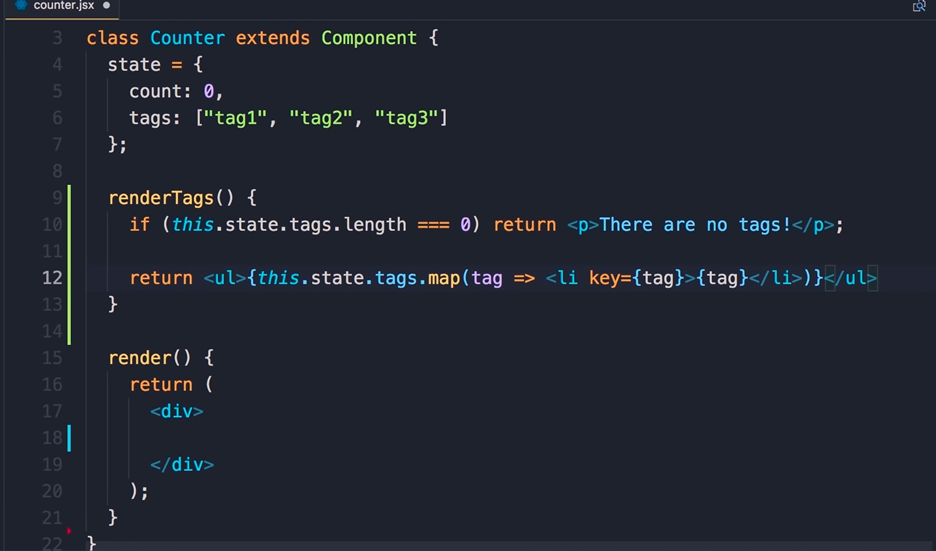 counter.jsx
3 class Counter extends Component {
4 state = {
5 count: 0,
6 tags: ["tag1", "tag2", "tag3"]
7 };
8
9 renderTags() {
10 if (this.state.tags.length === 0) return <p>There are no tags!</p>;
11
12 return <ul>{this.state.tags.map(tag => <li key={tag}>{tag}</li>)}</ul>
13 }
14
15 render() {
16 return (
17 <div>
18
19 </div>
20 );
21 }
22 }